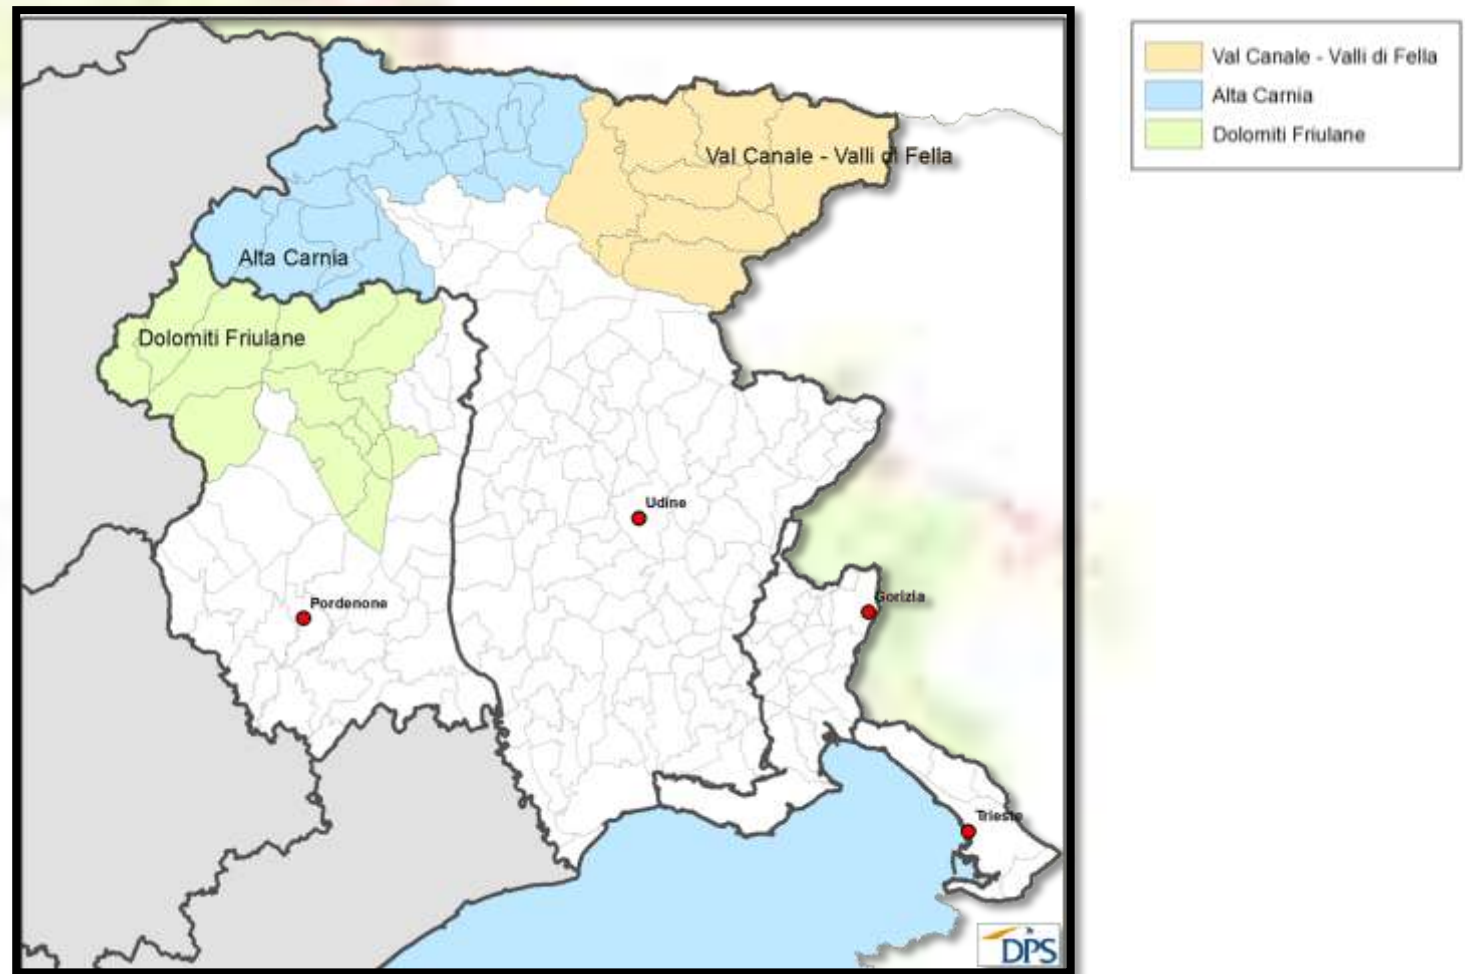 Val Canale - Valli di Fella
Alta Carnia
Dolomiti Friulane
Val Canale - Valli di Fella
Alta Carnia
Dolomiti Friulane
Udine
Pordenone
Gorizia
Trieste
DPS